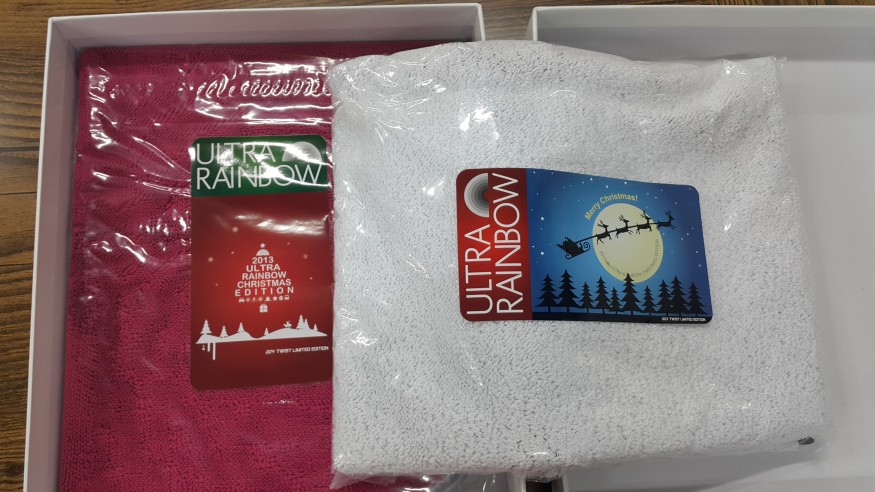 ULTRA
RAINBOW
2013
ULTRA
RAINBOW
CHRISTMAS
EDITION
JOY TWIST LIMITED EDITION
ULTRA
RAINBOW
Merry Christmas!
JOY TWIST LIMITED EDITION